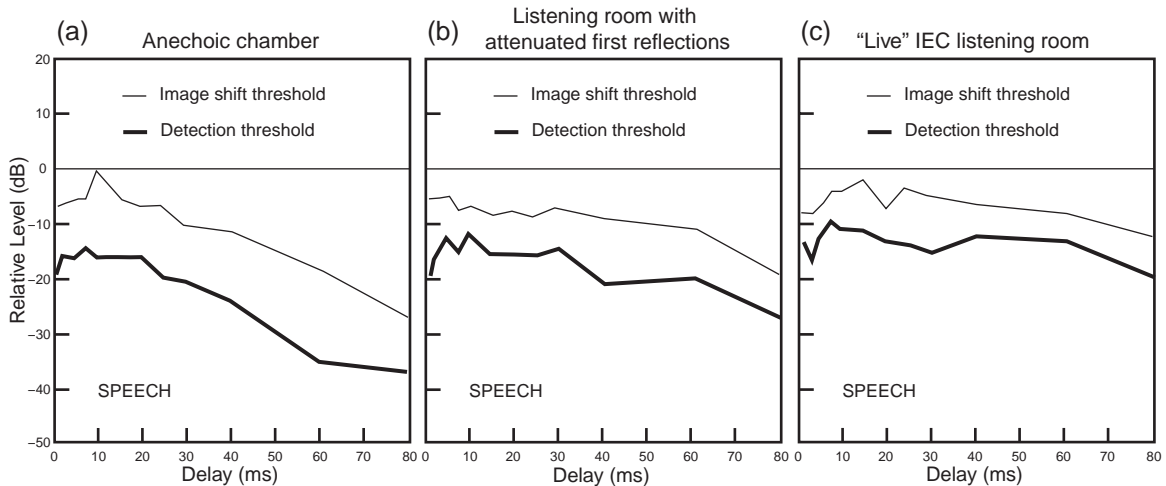 (a)
Anechoic chamber
(b)
Listening room with
attenuated first reflections
(c)
“Live” IEC listening room
Relative Level (dB)
20
10
0
–10
–20
–30
–40
–50
Image shift threshold
Detection threshold
SPEECH
0 10 20 30 40 50 60 70 80
Delay (ms)
Image shift threshold
Detection threshold
SPEECH
0 10 20 30 40 50 60 70 80
Delay (ms)
Image shift threshold
Detection threshold
SPEECH
0 10 20 30 40 50 60 70 80
Delay (ms)